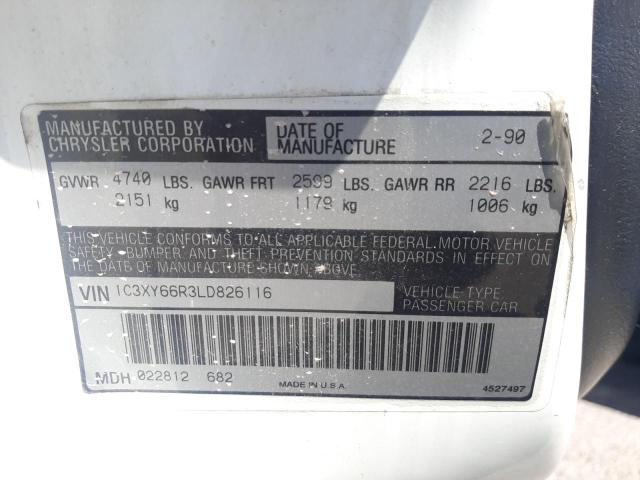 MANUFACTURED BY
CHRYSLER CORPORATION
DATE OF
MANUFACTURE
2-90
GVWR 4740 LBS. GAWR FRT 2599 LBS. GAWR RR 2216 LBS.
2151 kg 1179 kg 1006 kg
THIS VEHICLE CONFORMS TO ALL APPLICABLE FEDERAL MOTOR VEHICLE
SAFETY, BUMPER AND THEFT PREVENTION STANDARDS IN EFFECT ON
THE DATE OF MANUFACTURE SHOWN ABOVE.
VIN 1C3XY66R3LD826116
VEHICLE-TYPE
PASSENGER CAR
MDH 022812 682
MADE IN U.S.A.
4527497